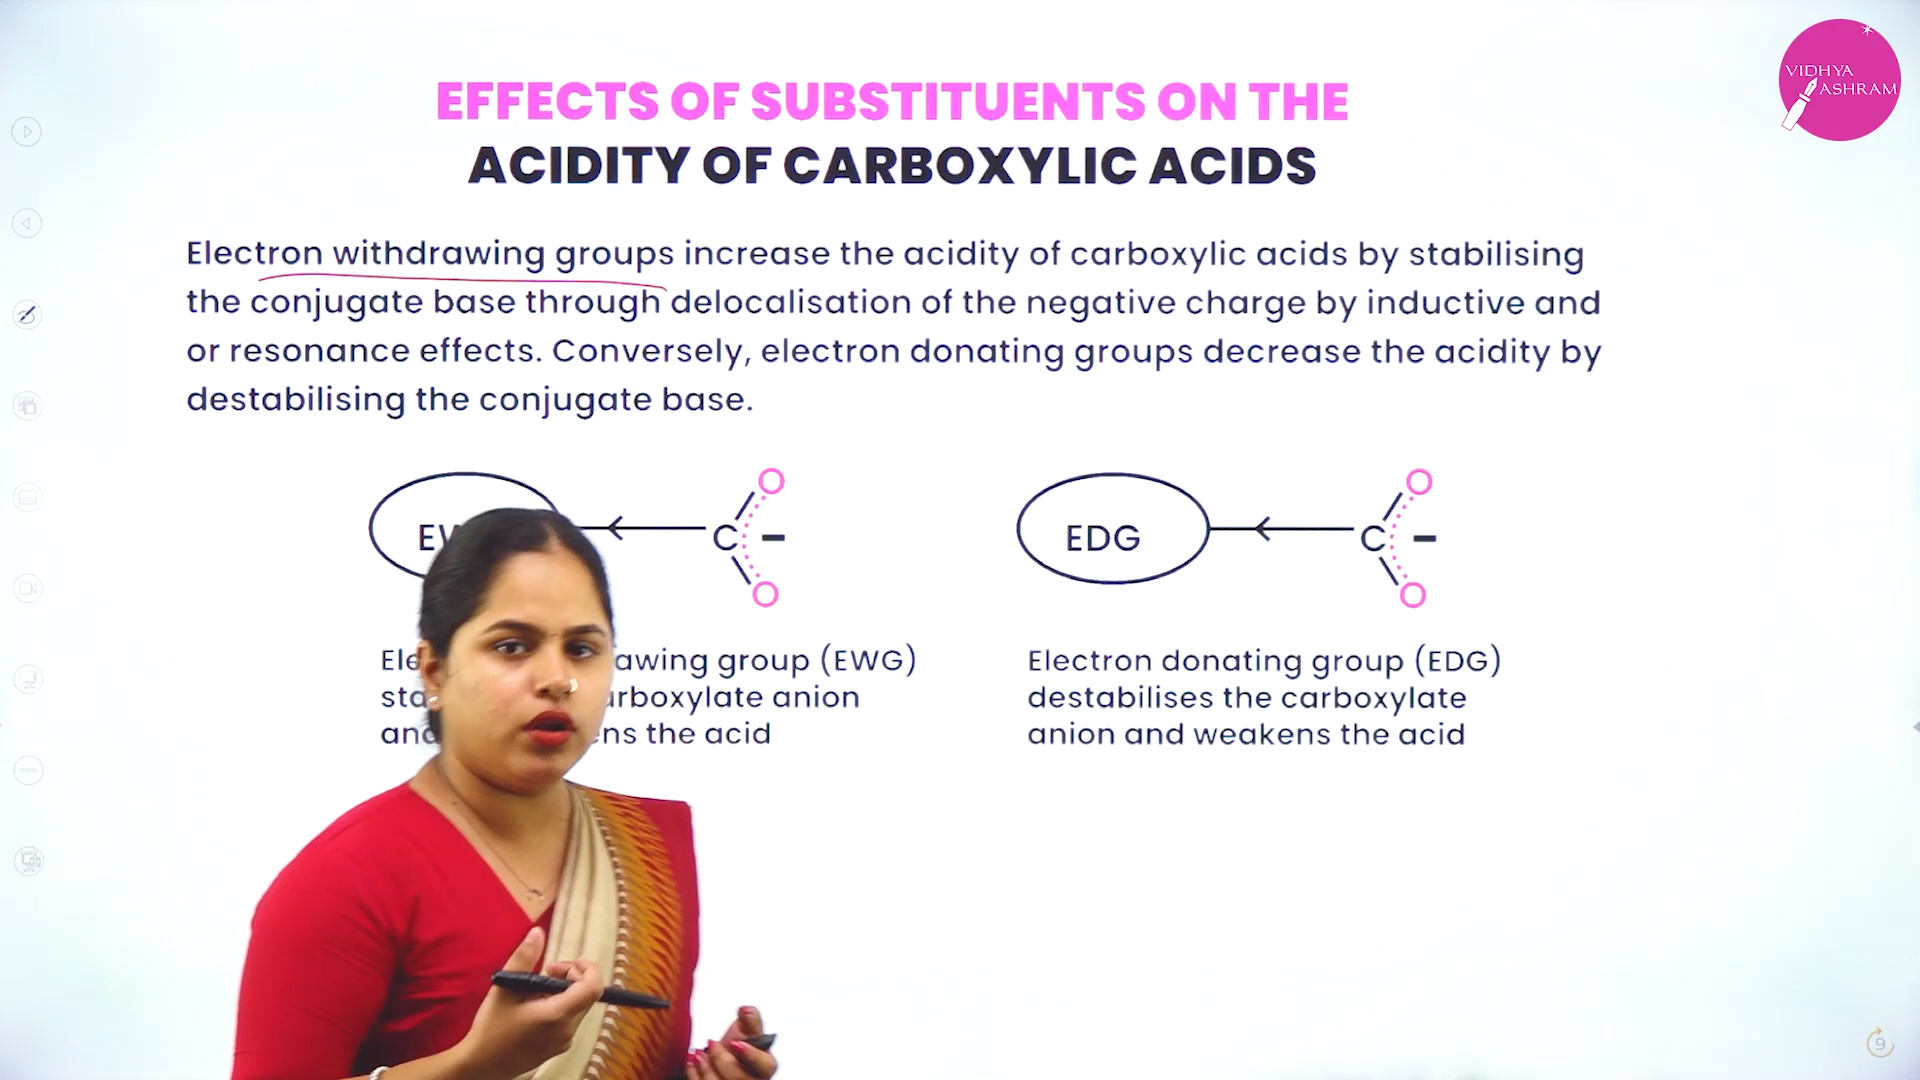 VIDHYA
ASHRAM
EFFECTS OF SUBSTITUENTS ON THE
ACIDITY OF CARBOXYLIC ACIDS
Electron withdrawing groups increase the acidity of carboxylic acids by stabilising
the conjugate base through delocalisation of the negative charge by inductive and
or resonance effects. Conversely, electron donating groups decrease the acidity by
destabilising the conjugate base.
O
C
O
EDG
O
C
O
group (EWG)
anion
the acid
Electron donating group (EDG)
destabilises the carboxylate
anion and weakens the acid
9